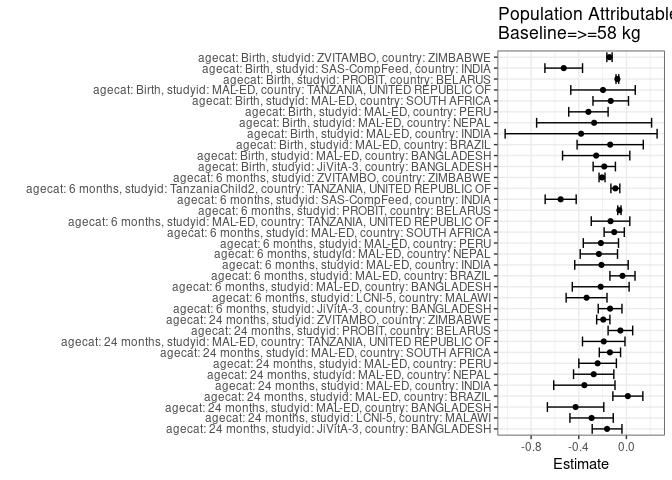 Population Attributable
Baseline=>=58 kg
agecat: Birth, studyid: ZVITAMBO, country: ZIMBABWE
agecat: Birth, studyid: SAS-CompFeed, country: INDIA
agecat: Birth, studyid: PROBIT, country: BELARUS
agecat: Birth, studyid: MAL-ED, country: TANZANIA, UNITED REPUBLIC OF
agecat: Birth, studyid: MAL-ED, country: SOUTH AFRICA
agecat: Birth, studyid: MAL-ED, country: PERU
agecat: Birth, studyid: MAL-ED, country: NEPAL
agecat: Birth, studyid: MAL-ED, country: INDIA
agecat: Birth, studyid: MAL-ED, country: BRAZIL
agecat: Birth, studyid: MAL-ED, country: BANGLADESH
agecat: Birth, studyid: JiVitA-3, country: BANGLADESH
agecat: 6 months, studyid: ZVITAMBO, country: ZIMBABWE
agecat: 6 months, studyid: TanzaniaChild2, country: TANZANIA, UNITED REPUBLIC OF
agecat: 6 months, studyid: SAS-CompFeed, country: INDIA
agecat: 6 months, studyid: PROBIT, country: BELARUS
agecat: 6 months, studyid: MAL-ED, country: TANZANIA, UNITED REPUBLIC OF
agecat: 6 months, studyid: MAL-ED, country: SOUTH AFRICA
agecat: 6 months, studyid: MAL-ED, country: PERU
agecat: 6 months, studyid: MAL-ED, country: NEPAL
agecat: 6 months, studyid: MAL-ED, country: INDIA
agecat: 6 months, studyid: MAL-ED, country: BRAZIL
agecat: 6 months, studyid: MAL-ED, country: BANGLADESH
agecat: 6 months, studyid: LCNI-5, country: MALAWI
agecat: 6 months, studyid: JiVitA-3, country: BANGLADESH
agecat: 24 months, studyid: ZVITAMBO, country: ZIMBABWE
agecat: 24 months, studyid: PROBIT, country: BELARUS
agecat: 24 months, studyid: MAL-ED, country: TANZANIA, UNITED REPUBLIC OF
agecat: 24 months, studyid: MAL-ED, country: SOUTH AFRICA
agecat: 24 months, studyid: MAL-ED, country: PERU
agecat: 24 months, studyid: MAL-ED, country: NEPAL
agecat: 24 months, studyid: MAL-ED, country: INDIA
agecat: 24 months, studyid: MAL-ED, country: BRAZIL
agecat: 24 months, studyid: MAL-ED, country: BANGLADESH
agecat: 24 months, studyid: LCNI-5, country: MALAWI
agecat: 24 months, studyid: JiVitA-3, country: BANGLADESH
-0.8 -0.4 0.0
Estimate